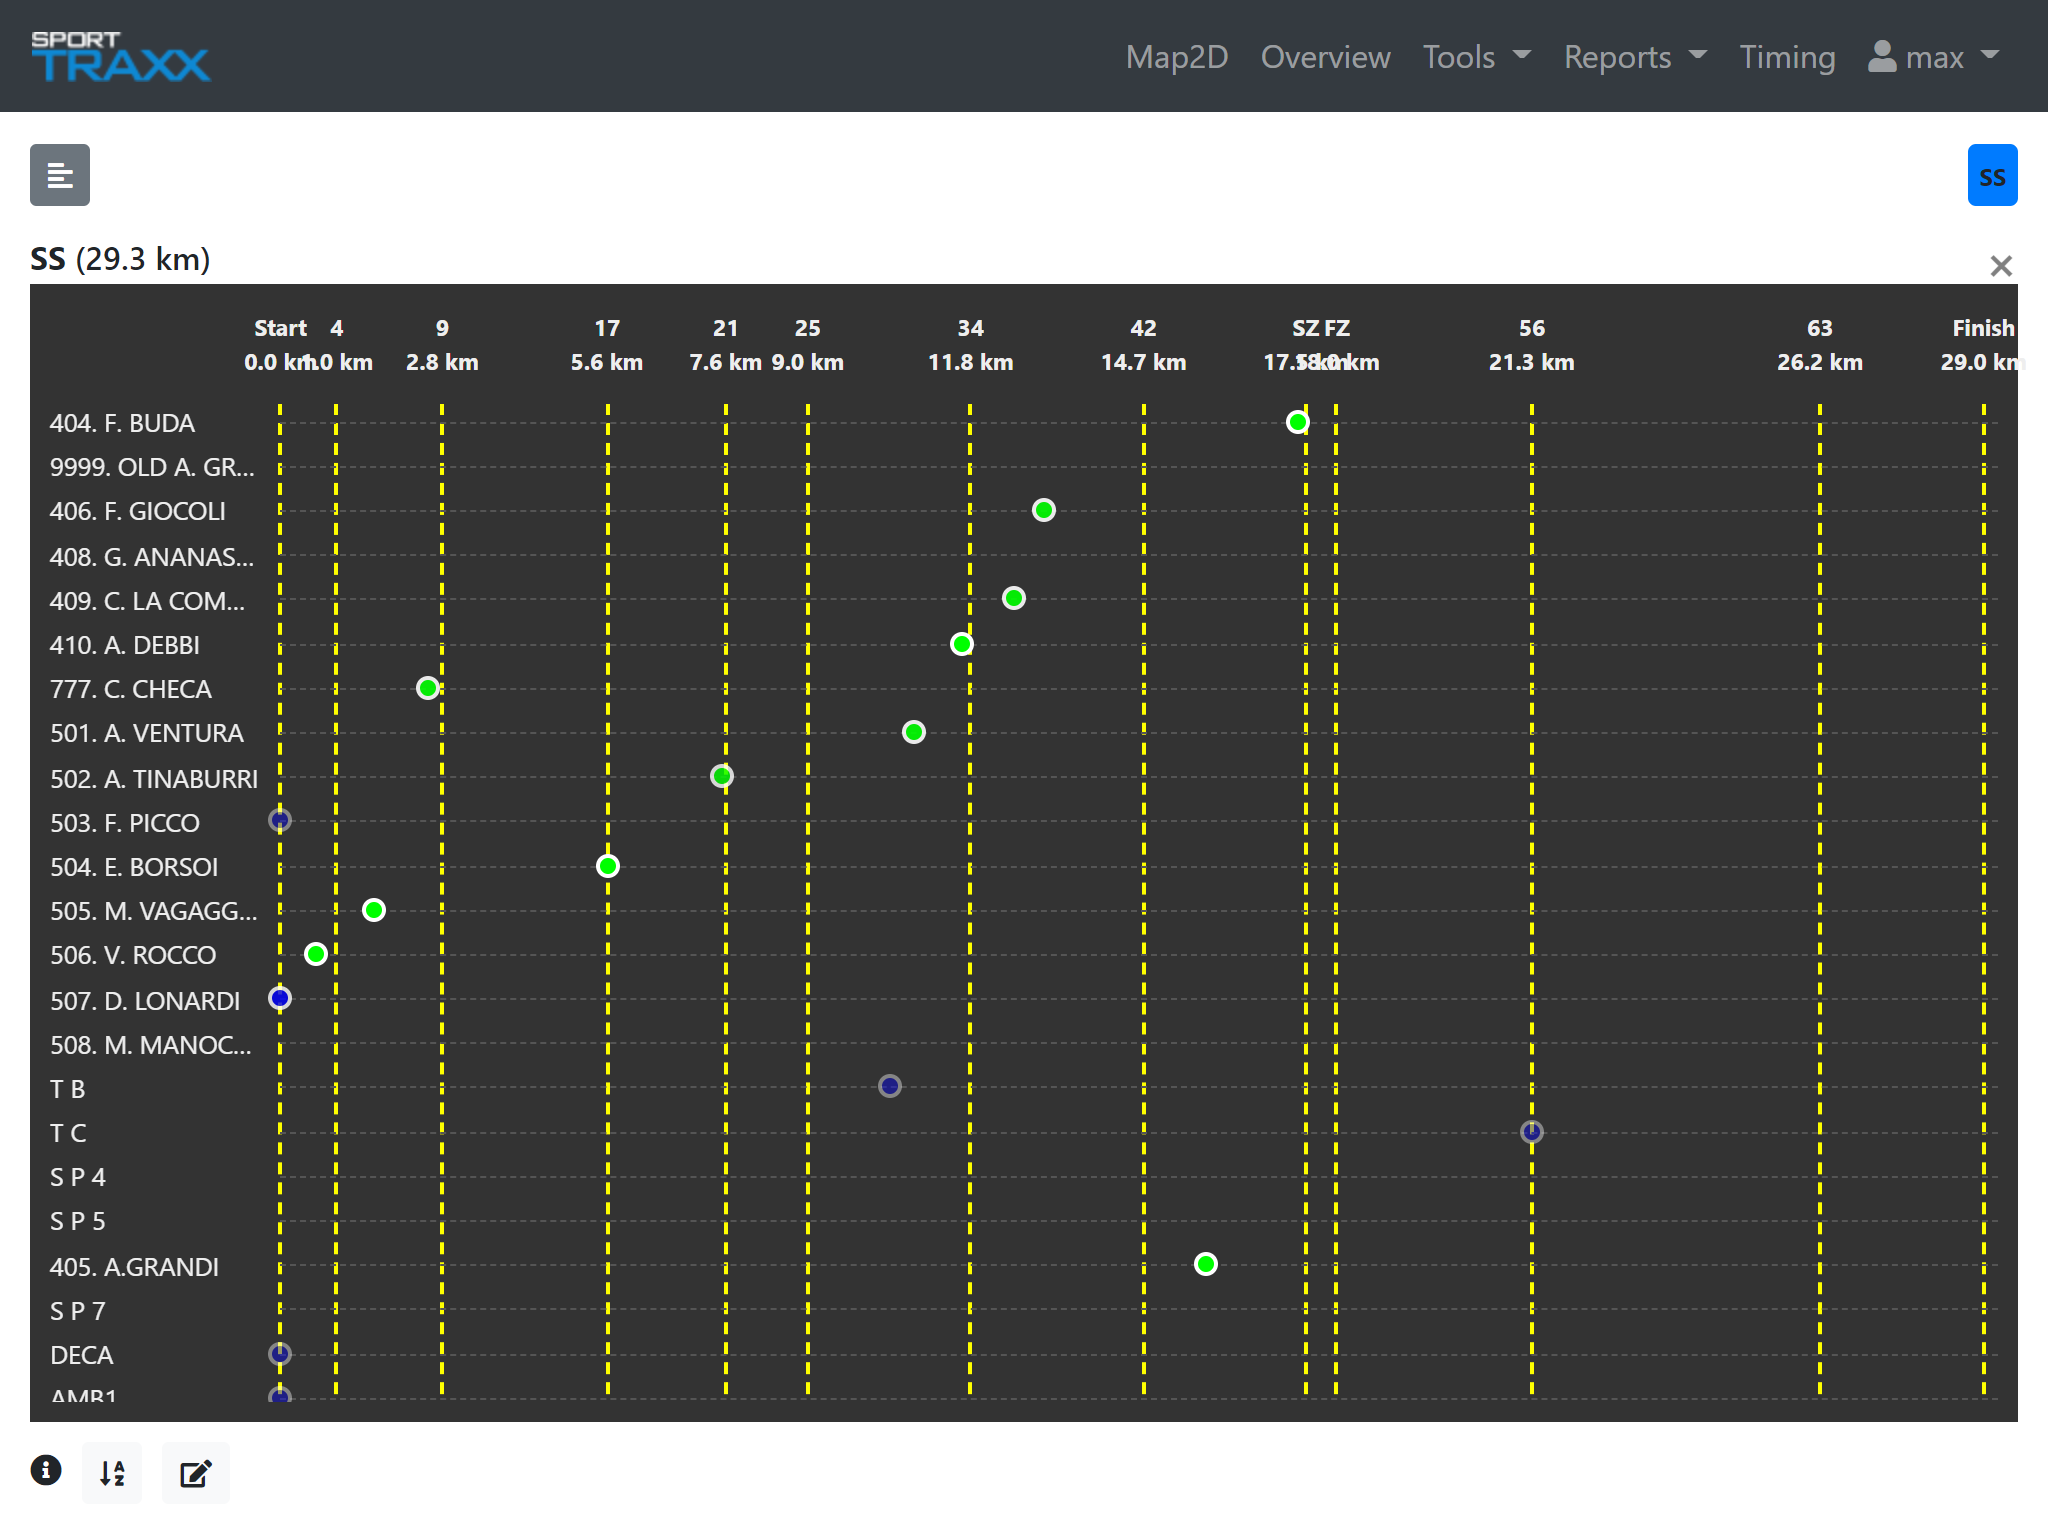 SPORT
TRAXX
Map2D Overview Tools Reports Timing max
SS
SS (29.3 km)
Start 4 9 17 21 25 34 42 SZ FZ 56 63 Finish
0.0 km 1.0 km 2.8 km 5.6 km 7.6 km 9.0 km 11.8 km 14.7 km 17.5 km 18.0 km 21.3 km 26.2 km 29.0 km
404. F. BUDA
9999. OLD A. GR...
406. F. GIOCOLI
408. G. ANANAS...
409. C. LA COM...
410. A. DEBBI
777. C. CHECA
501. A. VENTURA
502. A. TINABURRI
503. F. PICCO
504. E. BORSOI
505. M. VAGAGG...
506. V. ROCCO
507. D. LONARDI
508. M. MANOC...
T B
T C
S P 4
S P 5
405. A.GRANDI
S P 7
DECA
AMB1